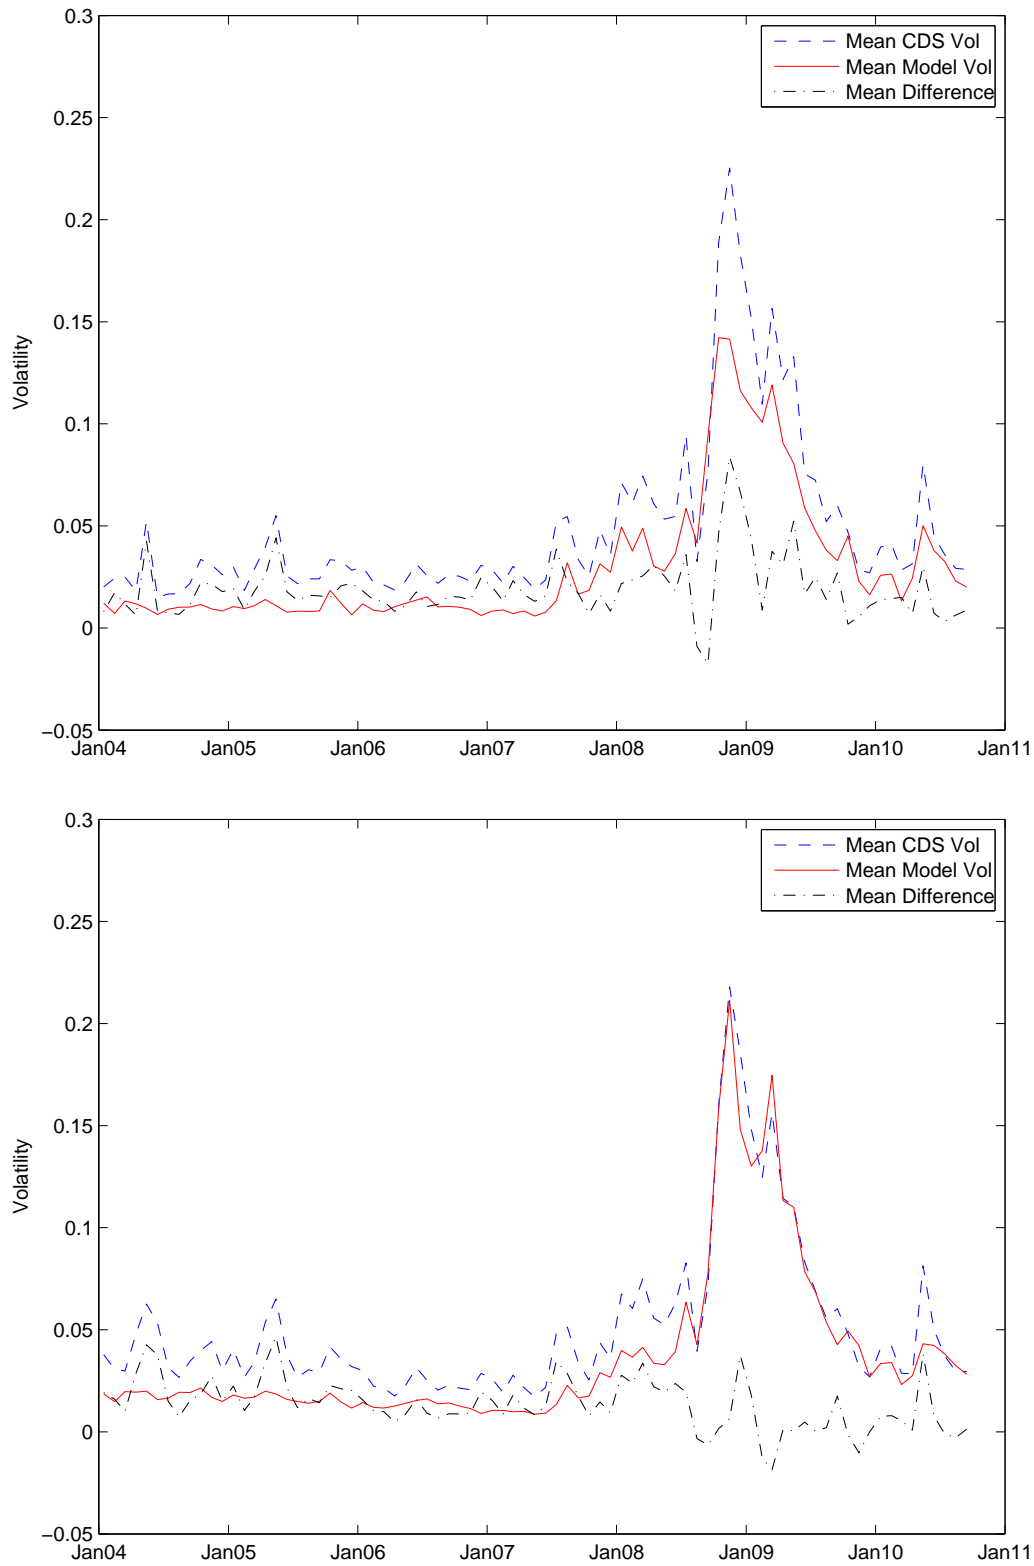 0.3
0.25
0.2
0.15
0.1
0.05
0
−0.05
Volatility
Mean CDS Vol
Mean Model Vol
Mean Difference
Jan04 Jan05 Jan06 Jan07 Jan08 Jan09 Jan10 Jan11
0.3
0.25
0.2
0.15
0.1
0.05
0
−0.05
Volatility
Mean CDS Vol
Mean Model Vol
Mean Difference
Jan04 Jan05 Jan06 Jan07 Jan08 Jan09 Jan10 Jan11